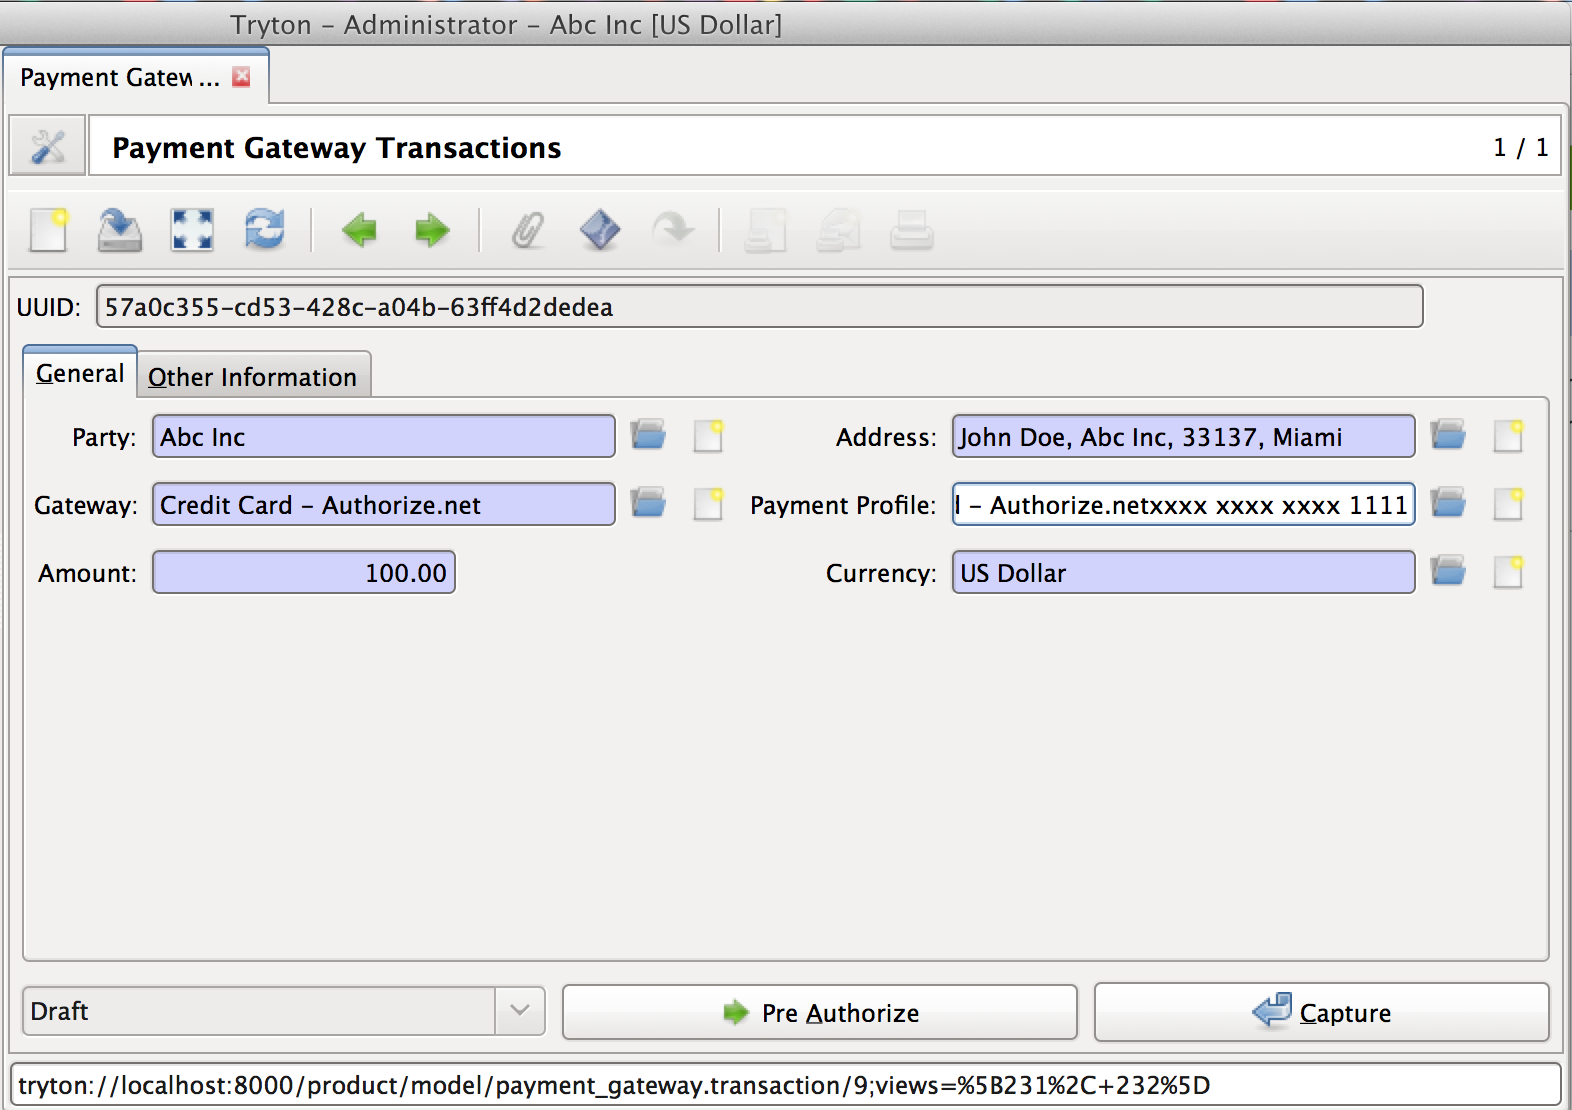 Tryton - Administrator - Abc Inc [US Dollar]
Payment Gatew ...
Payment Gateway Transactions 1 / 1
UUID: 57a0c355-cd53-428c-a04b-63ff4d2dedea
General Other Information
Party: Abc Inc Address: John Doe, Abc Inc, 33137, Miami
Gateway: Credit Card - Authorize.net Payment Profile: - Authorize.netxxxx xxxx xxxx 1111
Amount: 100.00 Currency: US Dollar
Draft Pre Authorize Capture
tryton://localhost:8000/product/model/payment_gateway.transaction/9;views=%5B231%2C+232%5D